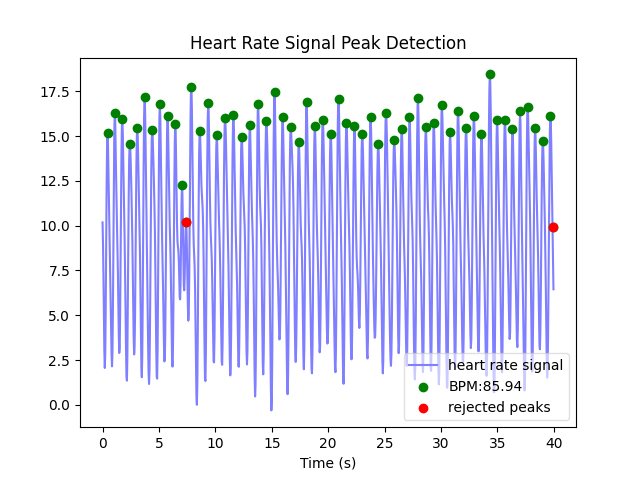 Heart Rate Signal Peak Detection
17.5
15.0
12.5
10.0
7.5
5.0
2.5
0.0
heart rate signal
BPM:85.94
rejected peaks
0 5 10 15 20 25 30 35 40
Time (s)